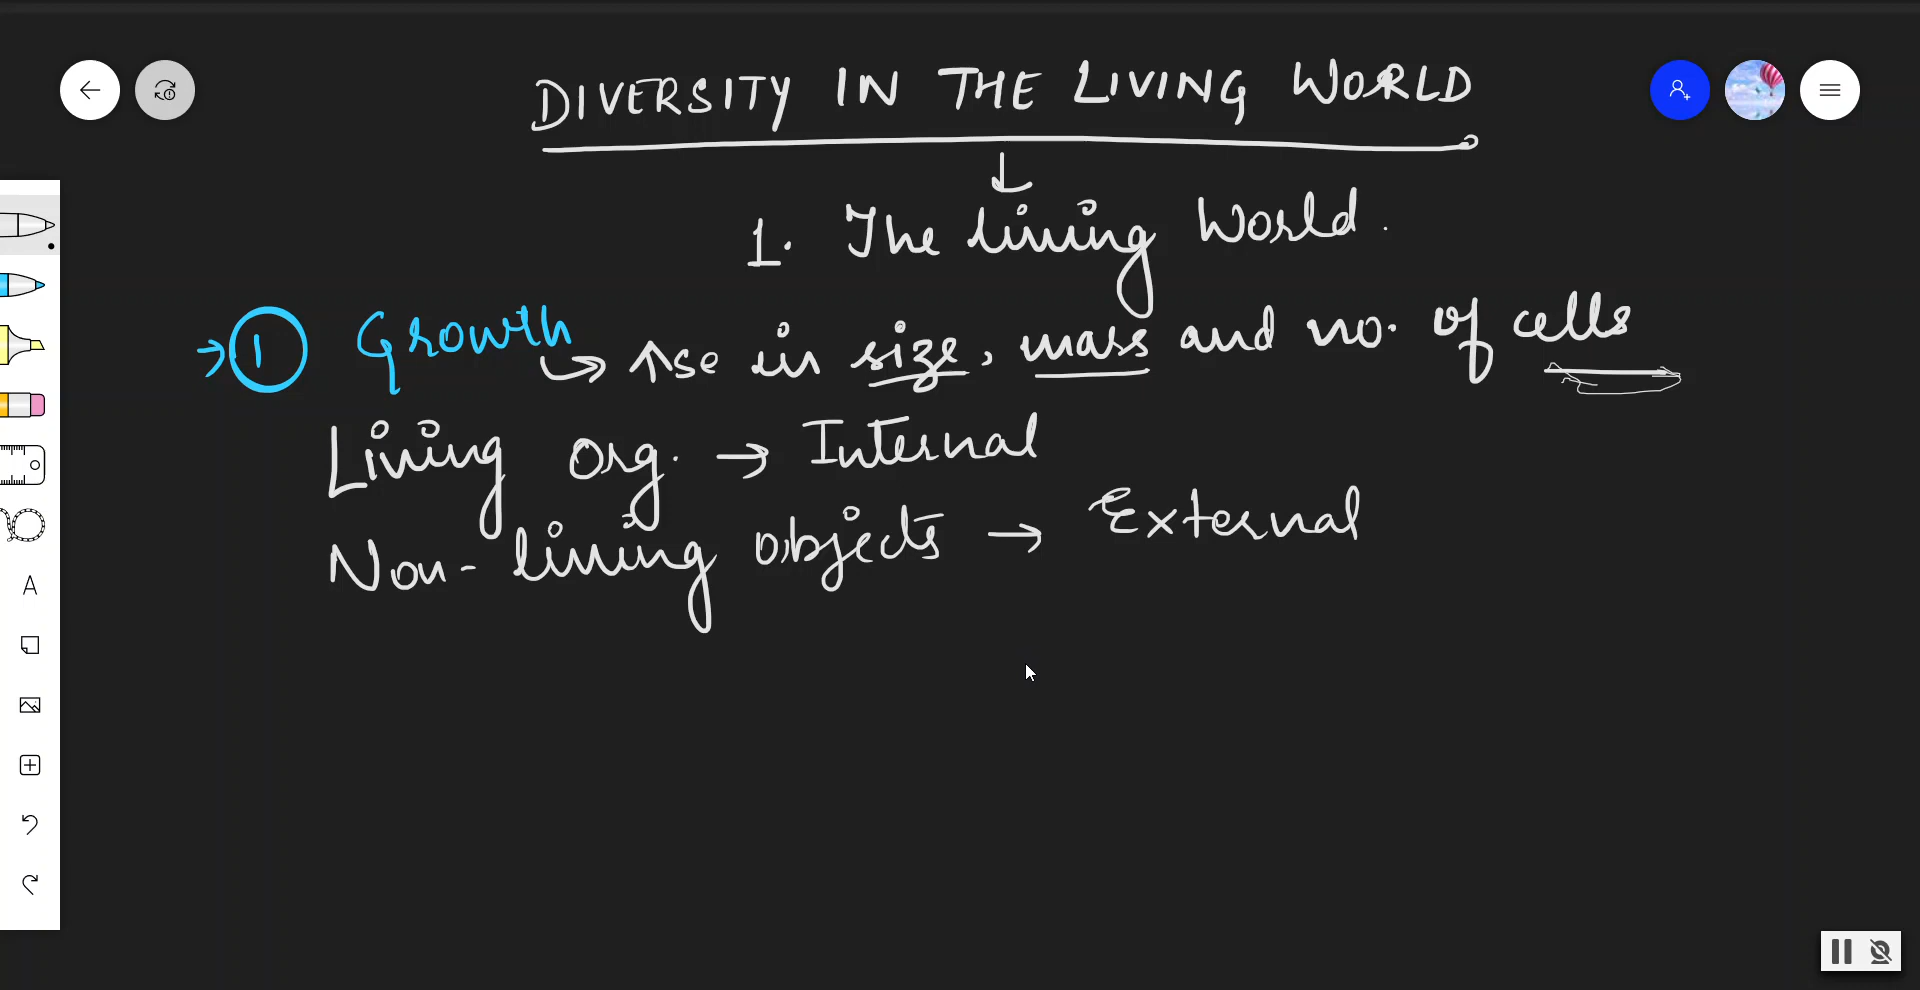 DIVERSITY IN THE LIVING WORLD
↓
1. The living World.
→ 1 Growth
↳ ↑se in size, mass and no. of cells
Living org. → Internal
Non-living objects → External
A